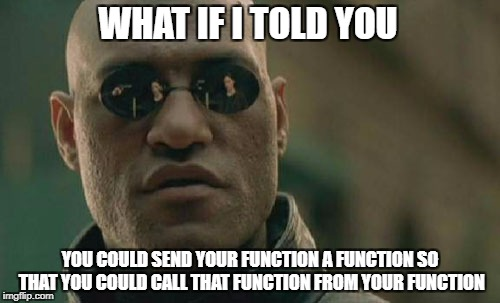 WHAT IF I TOLD YOU
YOU COULD SEND YOUR FUNCTION A FUNCTION SO
THAT YOU COULD CALL THAT FUNCTION FROM YOUR FUNCTION
imgflip.com